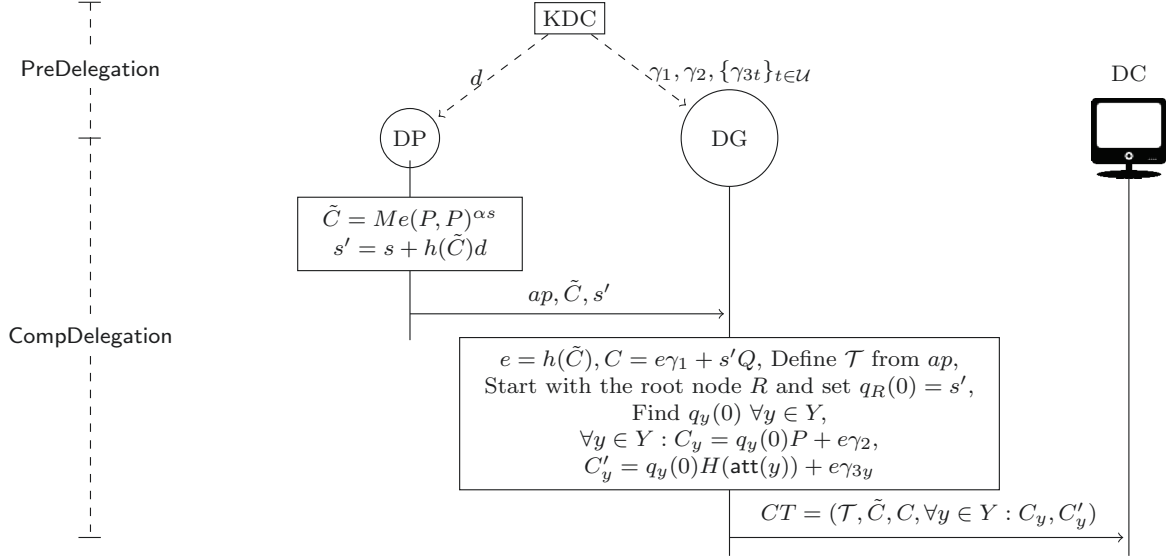 KDC
PreDelegation
d
γ1, γ2, {γ3t}t∈𝒰
DC
DP
DG
C̃ = Me(P, P)^{αs}
s′ = s + h(C̃)d
ap, C̃, s′
CompDelegation
e = h(C̃), C = eγ1 + s′Q, Define 𝒯 from ap,
Start with the root node R and set qR(0) = s′,
Find qy(0) ∀y ∈ Y,
∀y ∈ Y : Cy = qy(0)P + eγ2,
C′y = qy(0)H(att(y)) + eγ3y
CT = (𝒯, C̃, C, ∀y ∈ Y : Cy, C′y)